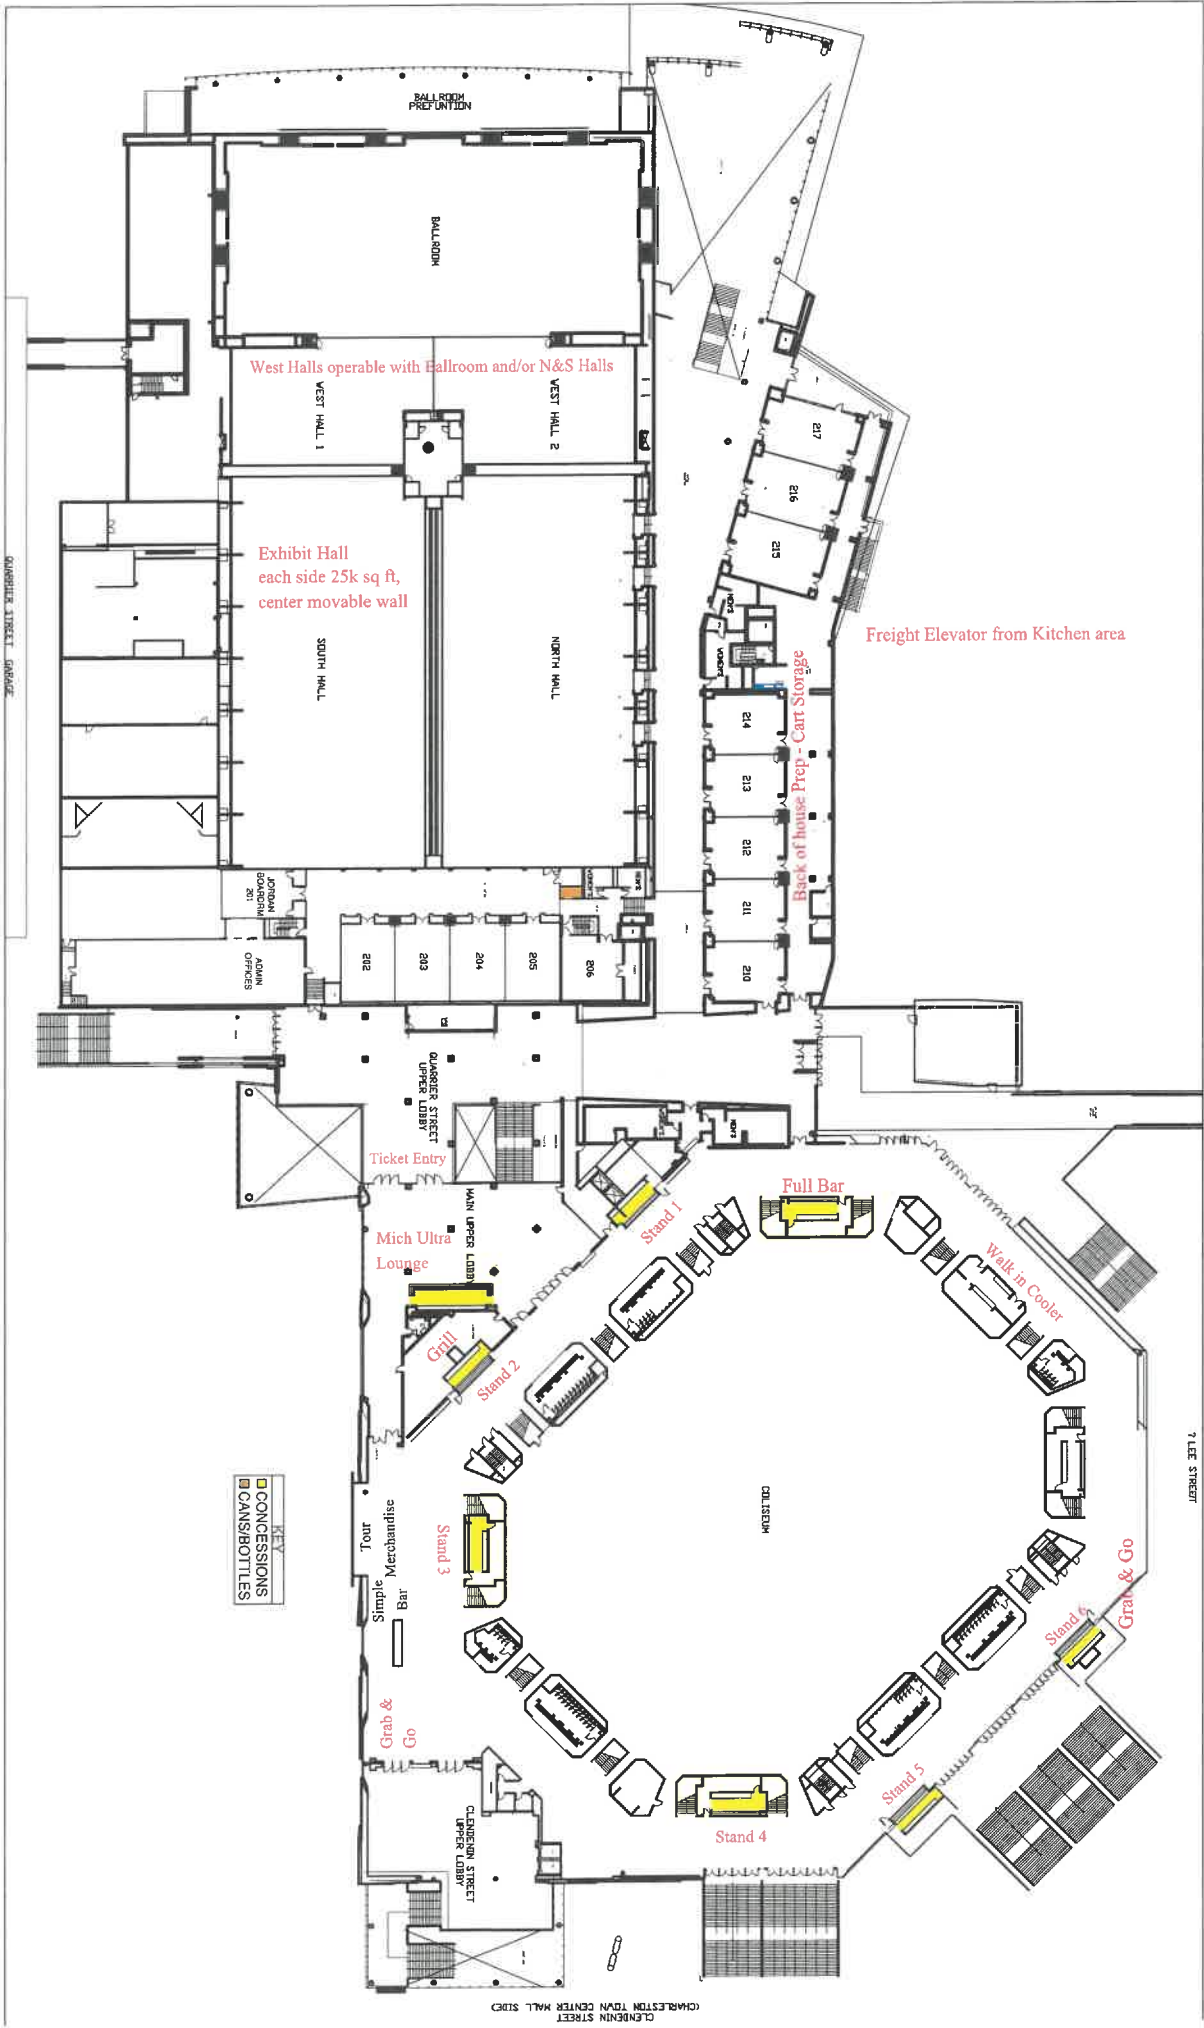 BALLROOM
PREFUNTION
BALLROOM
West Halls operable with Ballroom and/or N&S Halls
WEST HALL 1
WEST HALL 2
217
216
215
Exhibit Hall
each side 25k sq ft,
center movable wall
SOUTH HALL
NORTH HALL
MEN'S
WOMEN'S
Freight Elevator from Kitchen area
Back of house Prep - Cart Storage
214
213
212
211
210
QUARRIER STREET GARAGE
JORDAN
BOARDRM
201
ADMIN
OFFICES
WOMEN'S
MEN'S
202
203
204
205
206
QUARRIER STREET
UPPER LOBBY
MEN'S
Ticket Entry
MAIN UPPER LOBBY
Mich Ultra
Lounge
Stand 1
Full Bar
Walk in Cooler
Grill
Stand 2
COLISEUM
? LEE STREET
KEY
CONCESSIONS
CANS/BOTTLES
Tour
Merchandise
Simple
Bar
Stand 3
Grab & Go
Stand 6
Grab &
Go
Stand 5
Stand 4
CLENDENIN STREET
UPPER LOBBY
CLENDENIN STREET
(CHARLESTON TOWN CENTER MALL SIDE)